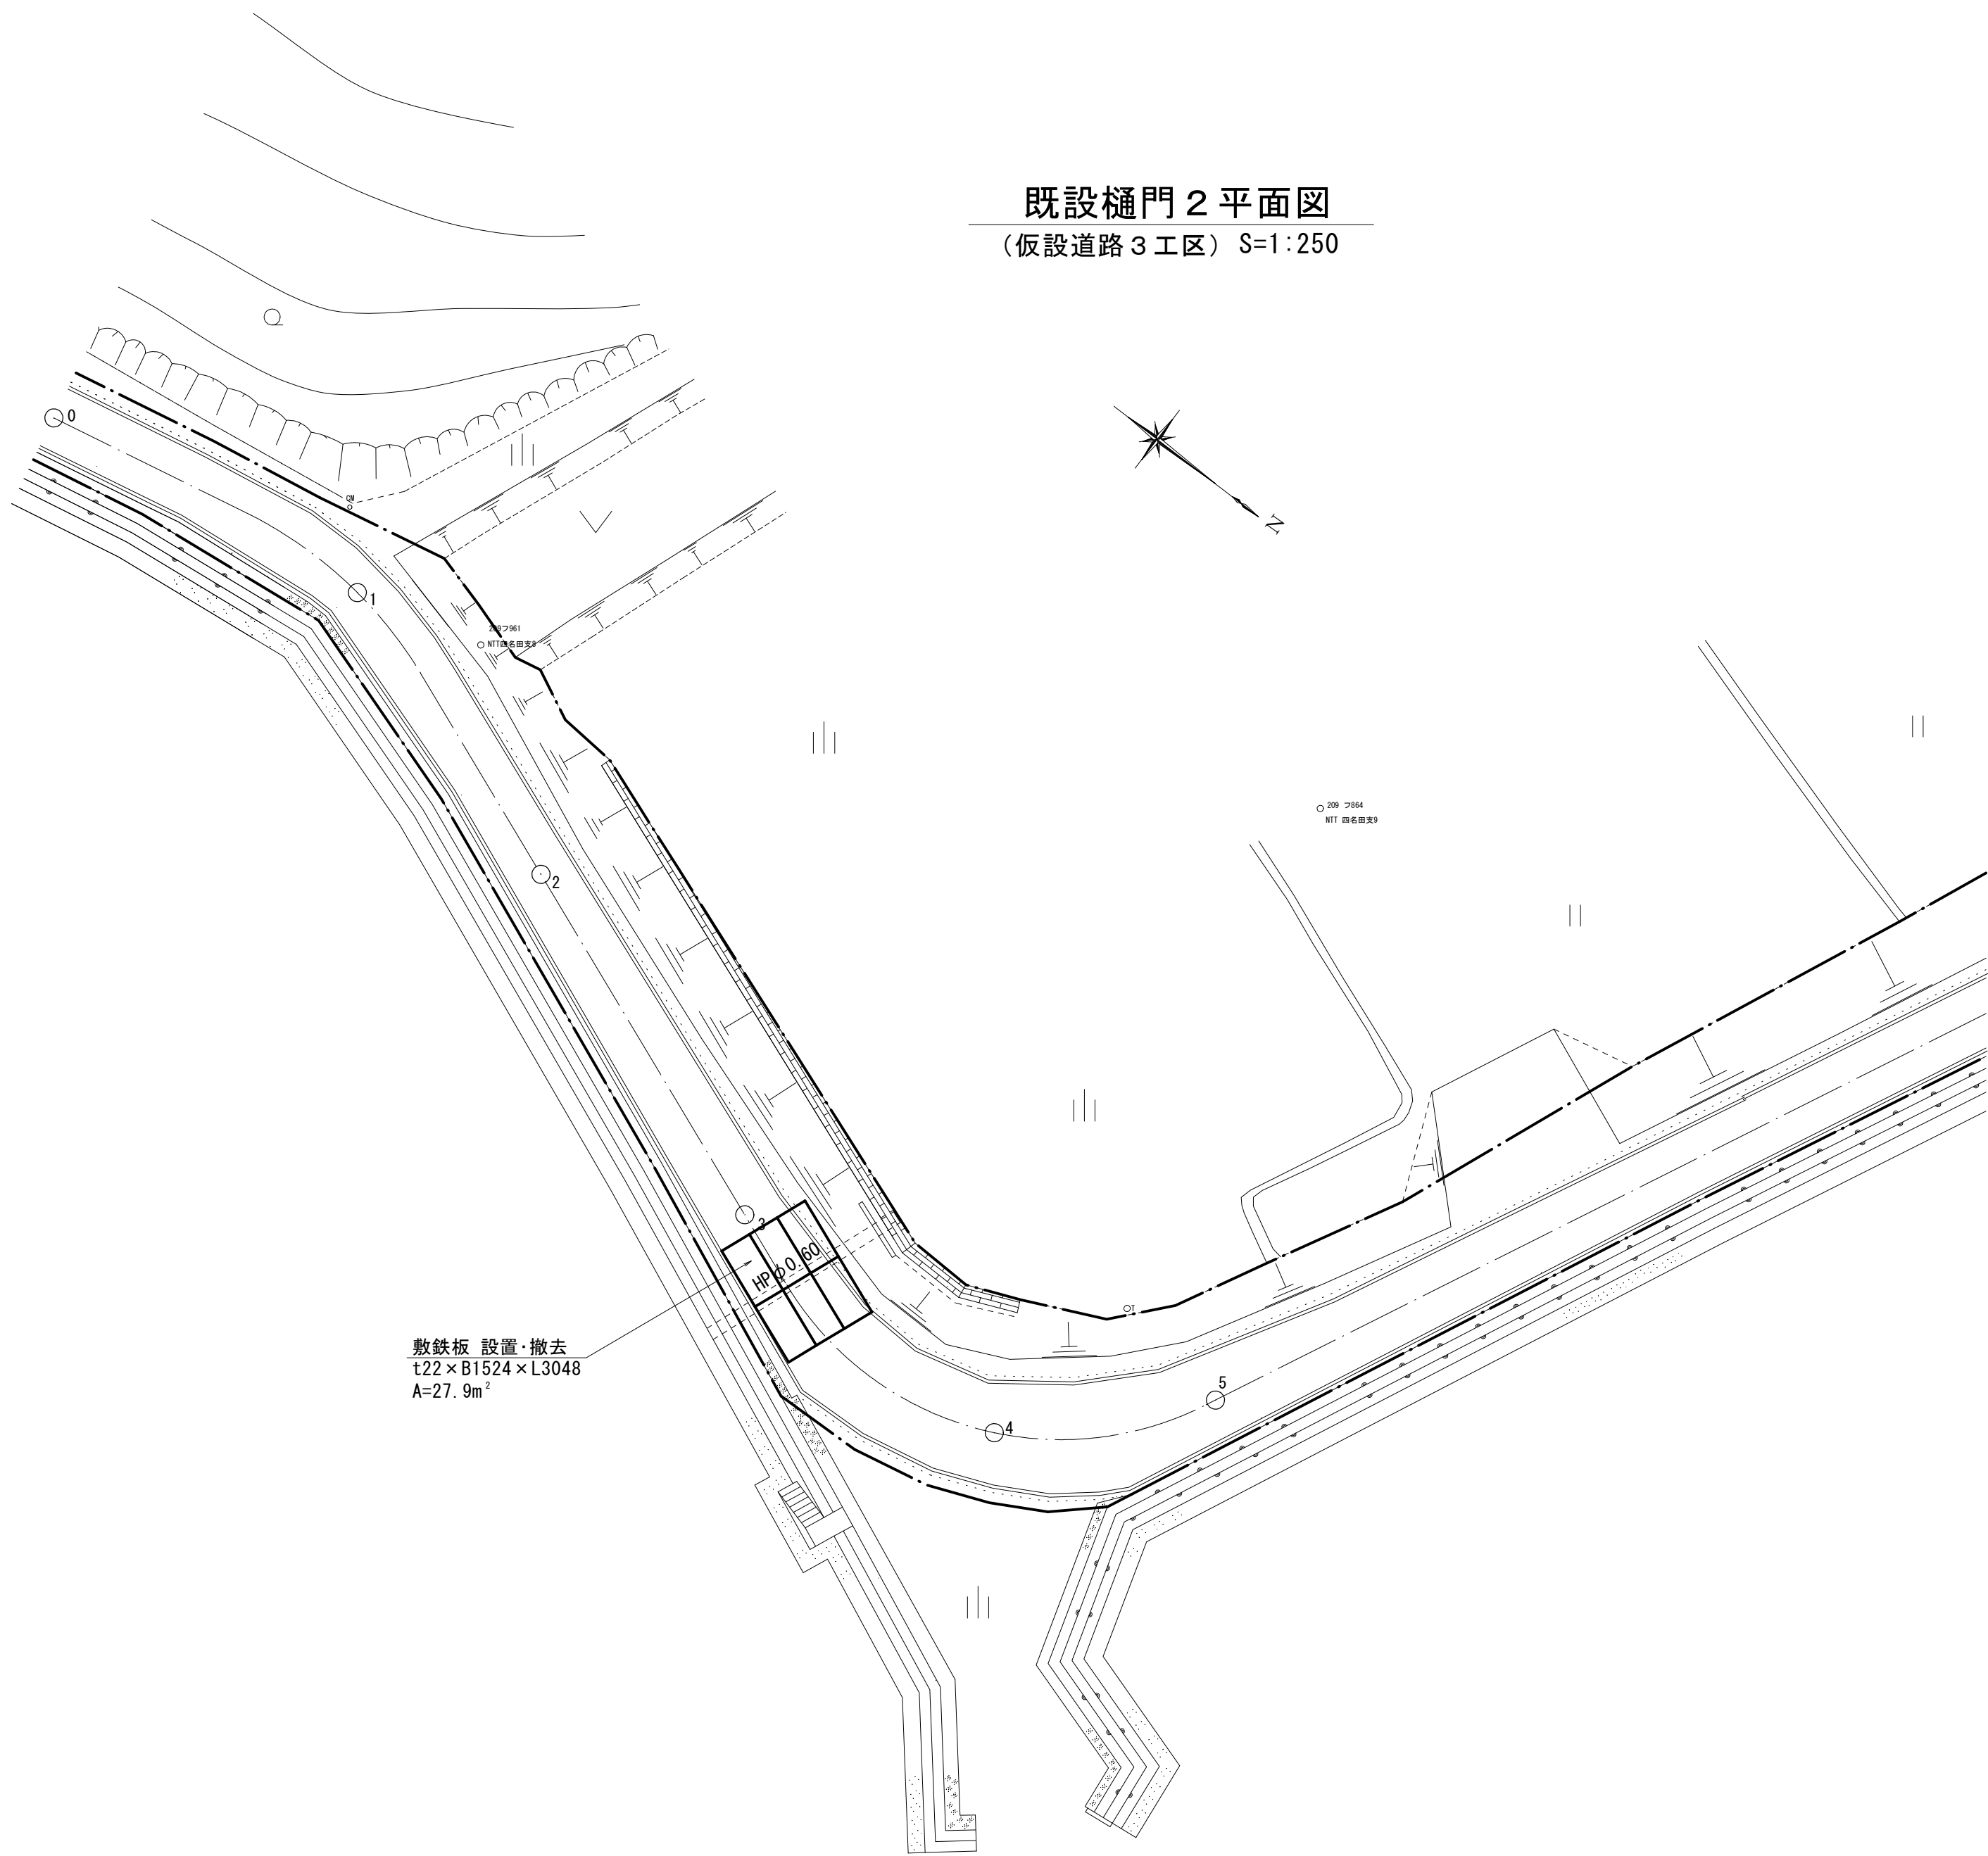 既設樋門２平面図
（仮設道路３工区） S=1:250
N
0
CM
1
209フ961
NTT四名田支8
209 フ864
NTT 四名田支9
2
3
HPφ0.60
OT
敷鉄板 設置・撤去
t22×B1524×L3048
A=27.9m²
5
4